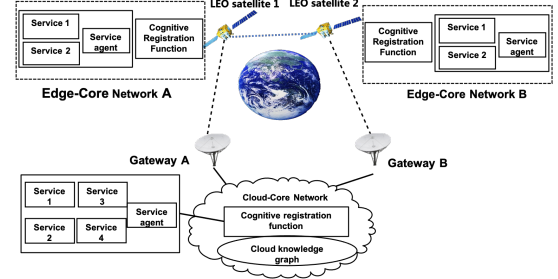 LEO satellite 1
LEO satellite 2
Service 1
Service 2
Service
agent
Cognitive
Registration
Function
Edge-Core Network A
Cognitive
Registration
Function
Service 1
Service 2
Service
agent
Edge-Core Network B
Gateway A
Gateway B
Service
1
Service
3
Service
2
Service
4
Service
agent
Cloud-Core Network
Cognitive registration
function
Cloud knowledge
graph